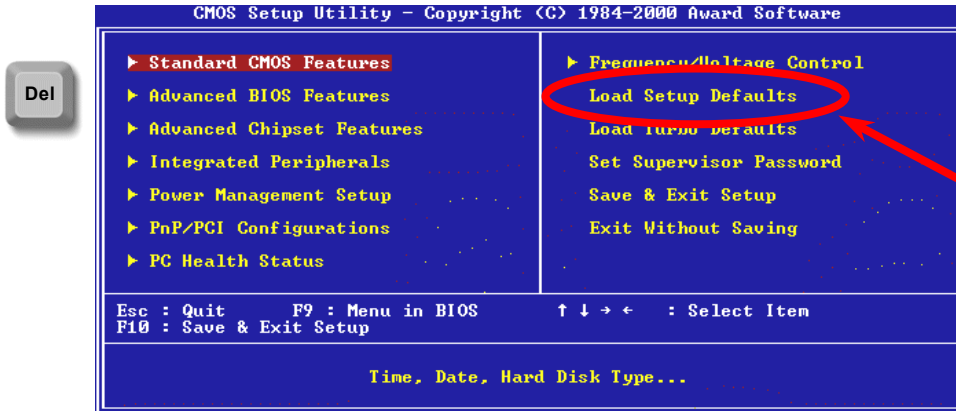 CMOS Setup Utility – Copyright (C) 1984–2000 Award Software
Del
Standard CMOS Features
Advanced BIOS Features
Advanced Chipset Features
Integrated Peripherals
Power Management Setup
PnP/PCI Configurations
PC Health Status
Frequency/Voltage Control
Load Setup Defaults
Load Turbo Defaults
Set Supervisor Password
Save & Exit Setup
Exit Without Saving
Esc : Quit F9 : Menu in BIOS ↑ ↓ → ← : Select Item
F10 : Save & Exit Setup
Time, Date, Hard Disk Type...